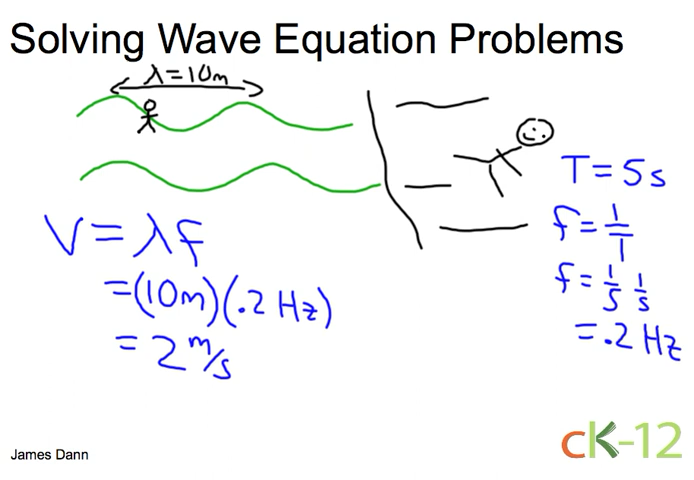 Solving Wave Equation Problems
λ=10m
V=λf
=(10m)(.2 Hz)
=2 m/s
T=5s
f=1/T
f=1/5 1/s
=.2 Hz
James Dann
cK-12